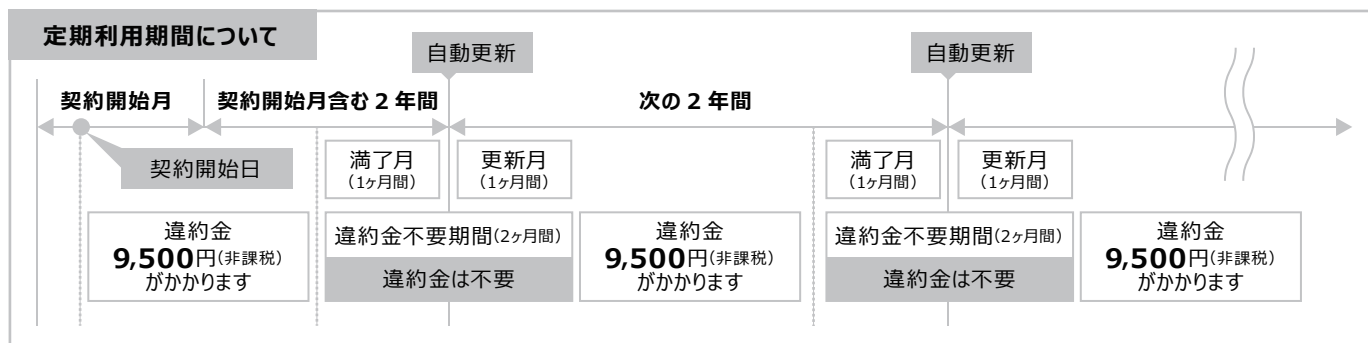 定期利用期間について
自動更新
自動更新
契約開始月
契約開始月含む2年間
次の2年間
契約開始日
満了月
(1ヶ月間)
更新月
(1ヶ月間)
満了月
(1ヶ月間)
更新月
(1ヶ月間)
違約金
9,500円(非課税)
がかかります
違約金不要期間(2ヶ月間)
違約金は不要
違約金
9,500円(非課税)
がかかります
違約金不要期間(2ヶ月間)
違約金は不要
違約金
9,500円(非課税)
がかかります